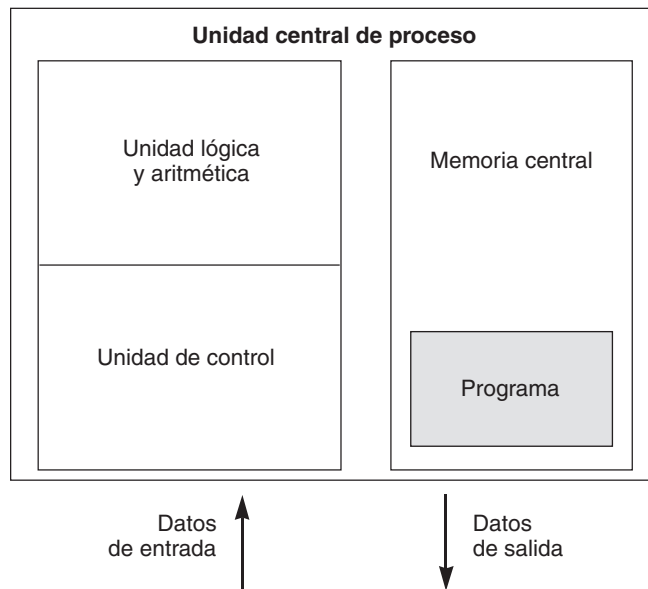 Unidad central de proceso
Unidad lógica
y aritmética
Memoria central
Unidad de control
Programa
Datos
de entrada
Datos
de salida